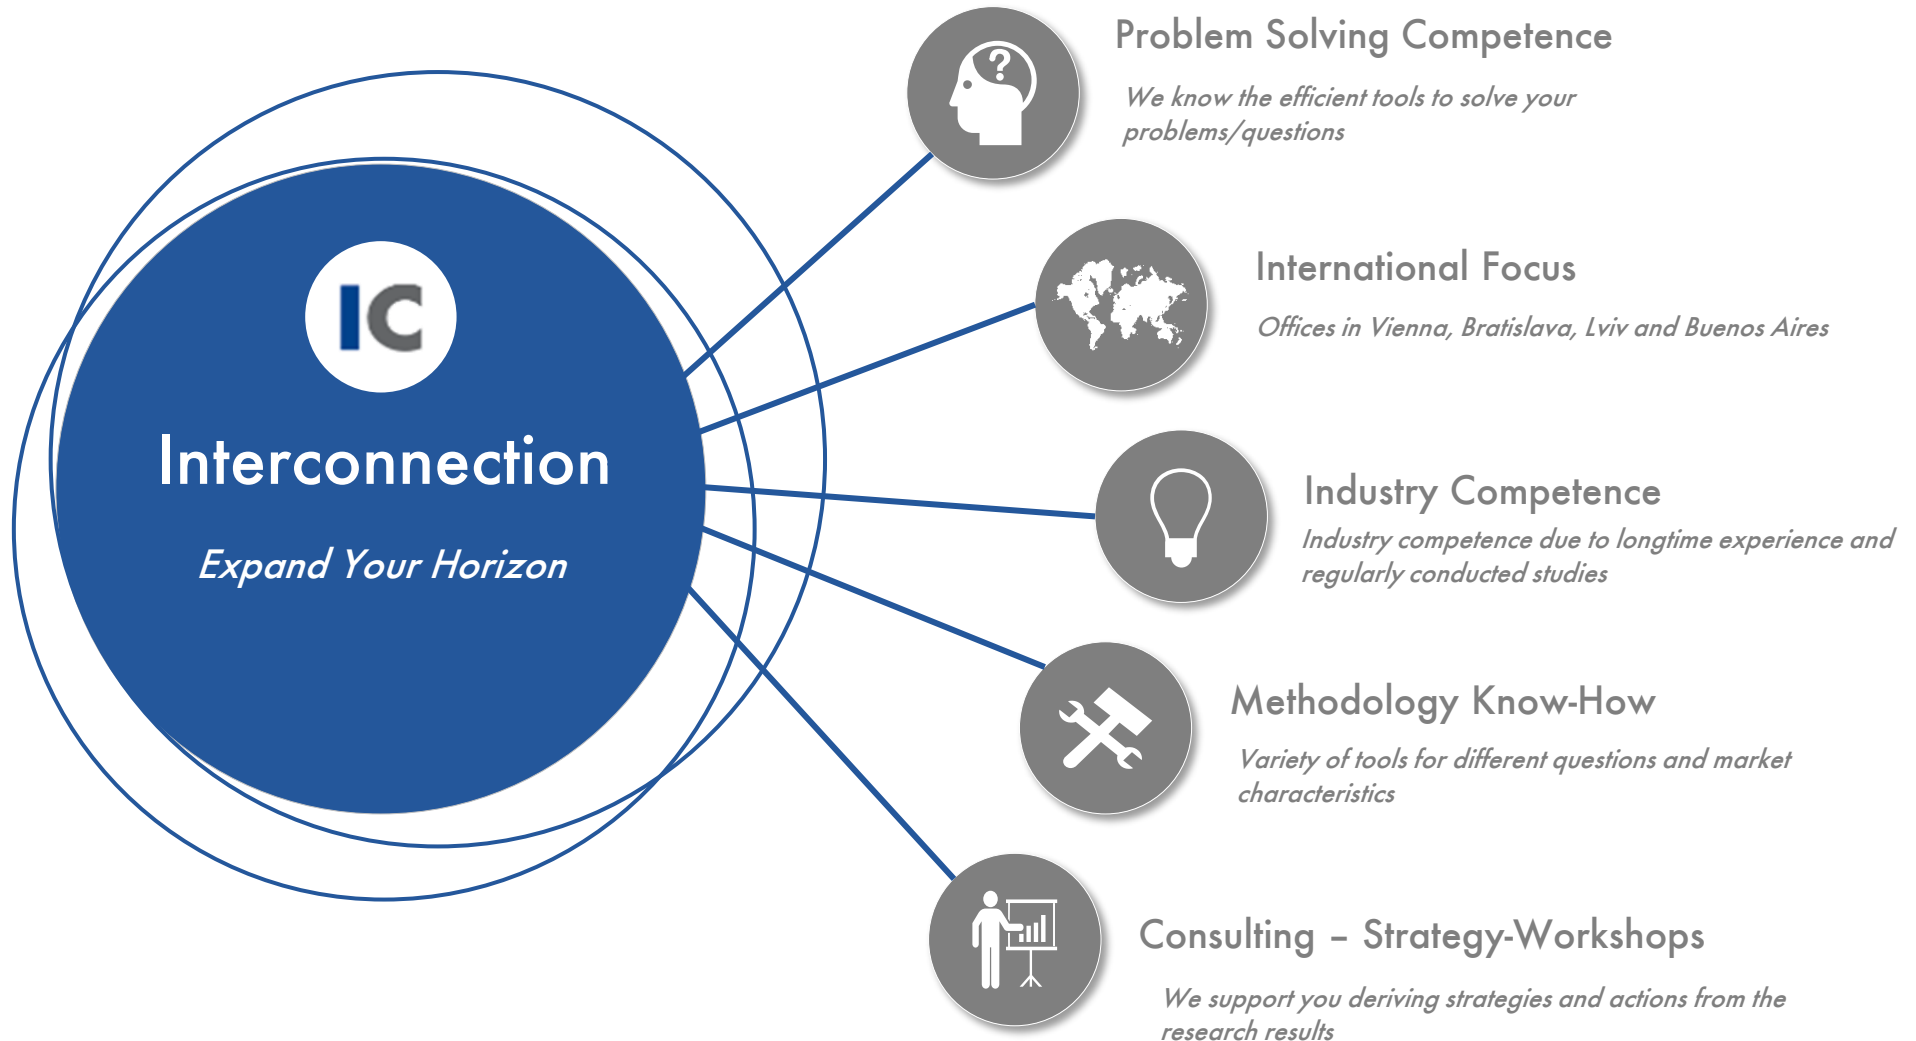 IC
Interconnection
Expand Your Horizon
?
Problem Solving Competence
We know the efficient tools to solve your
problems/questions
International Focus
Offices in Vienna, Bratislava, Lviv and Buenos Aires
Industry Competence
Industry competence due to longtime experience and
regularly conducted studies
Methodology Know-How
Variety of tools for different questions and market
characteristics
Consulting – Strategy-Workshops
We support you deriving strategies and actions from the
research results